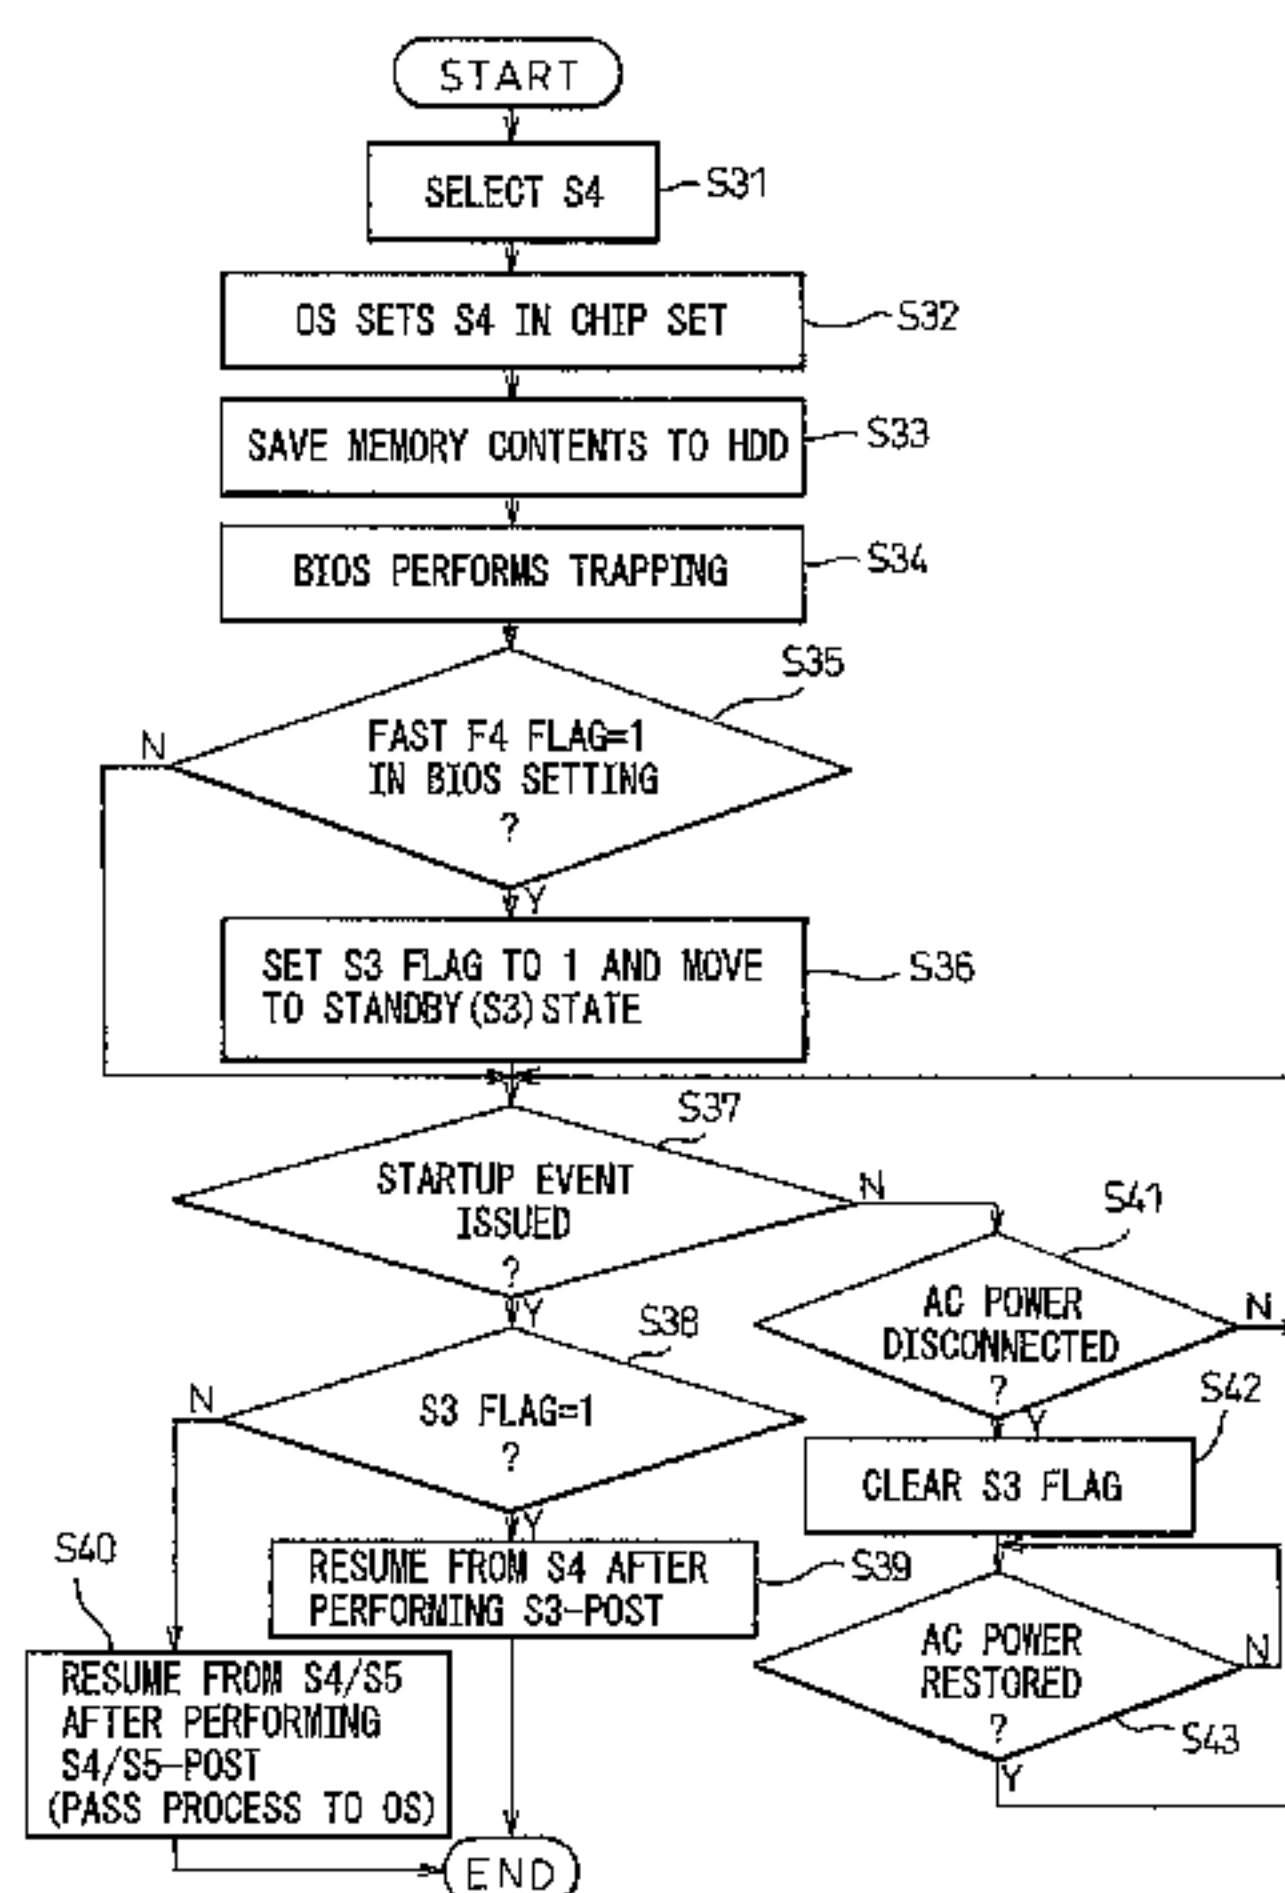 START
SELECT S4
S31
OS SETS S4 IN CHIP SET
S32
SAVE MEMORY CONTENTS TO HDD
S33
BIOS PERFORMS TRAPPING
S34
S35
FAST F4 FLAG=1
IN BIOS SETTING
?
N
Y
SET S3 FLAG TO 1 AND MOVE
TO STANDBY(S3)STATE
S36
S37
STARTUP EVENT
ISSUED
?
N
Y
S41
AC POWER
DISCONNECTED
?
N
Y
S38
S3 FLAG=1
?
N
Y
S42
CLEAR S3 FLAG
S40
RESUME FROM S4 AFTER
PERFORMING S3-POST
S39
AC POWER
RESTORED
?
N
Y
S43
RESUME FROM S4/S5
AFTER PERFORMING
S4/S5-POST
(PASS PROCESS TO OS)
END